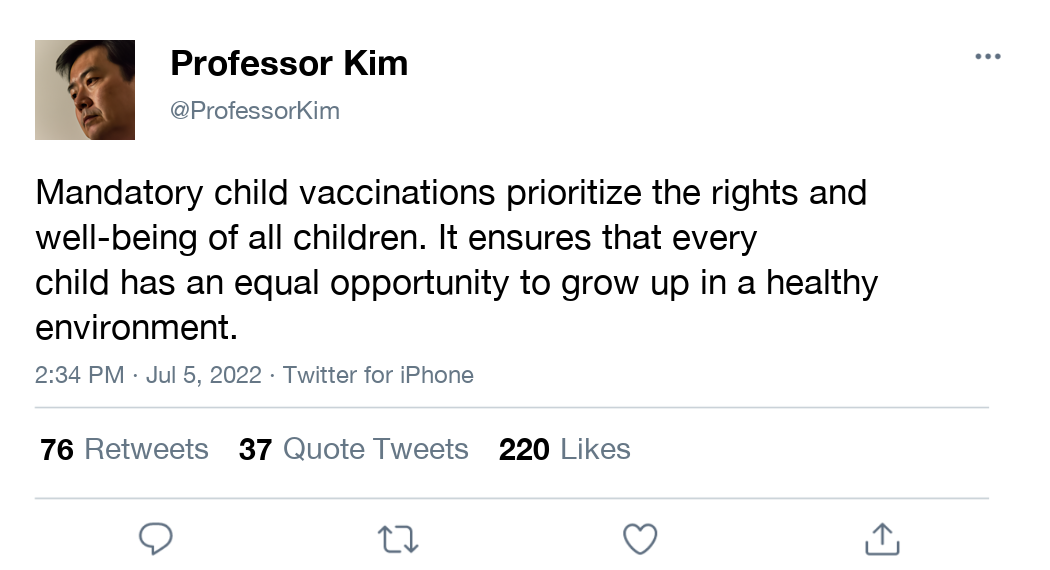 Professor Kim
@ProfessorKim
Mandatory child vaccinations prioritize the rights and
well-being of all children. It ensures that every
child has an equal opportunity to grow up in a healthy
environment.
2:34 PM · Jul 5, 2022 · Twitter for iPhone
76 Retweets 37 Quote Tweets 220 Likes